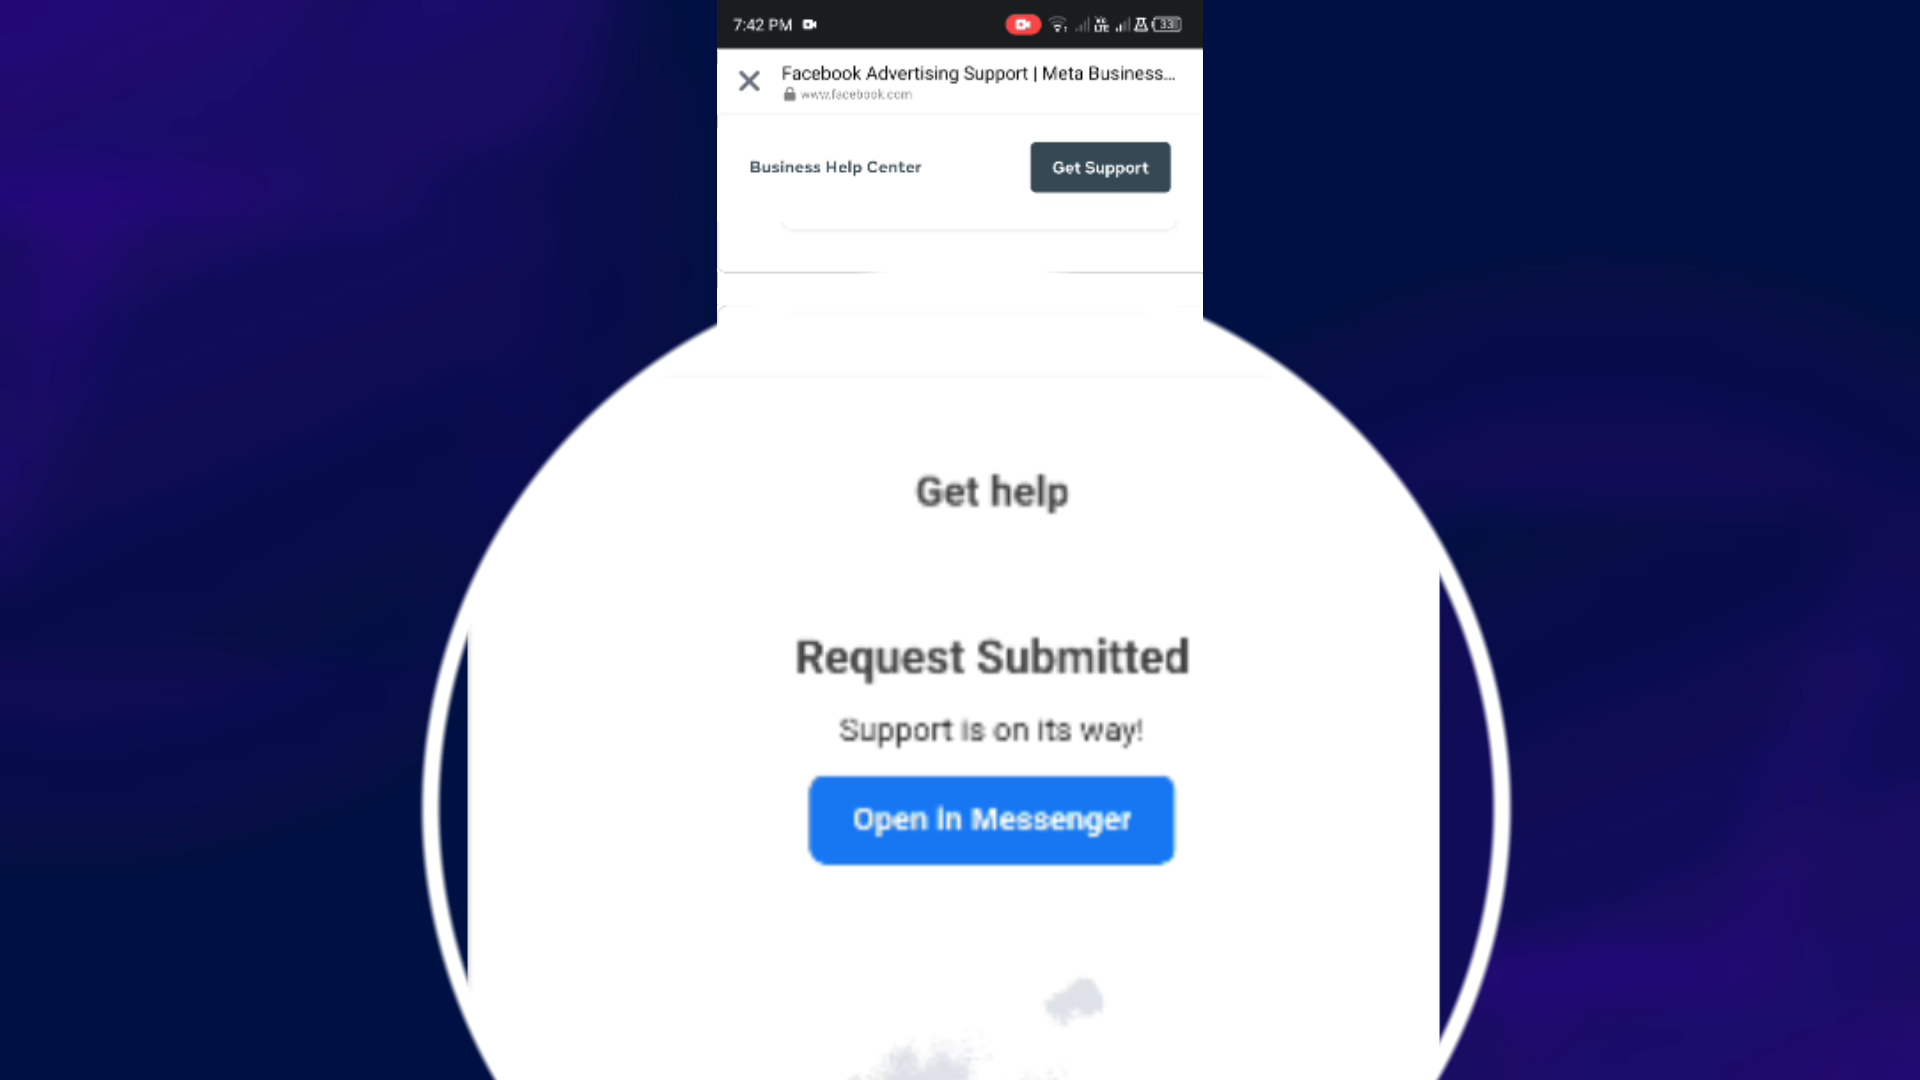 7:42 PM
33
Facebook Advertising Support | Meta Business...
www.facebook.com
Business Help Center
Get Support
Get help
Request Submitted
Support is on its way!
Open in Messenger